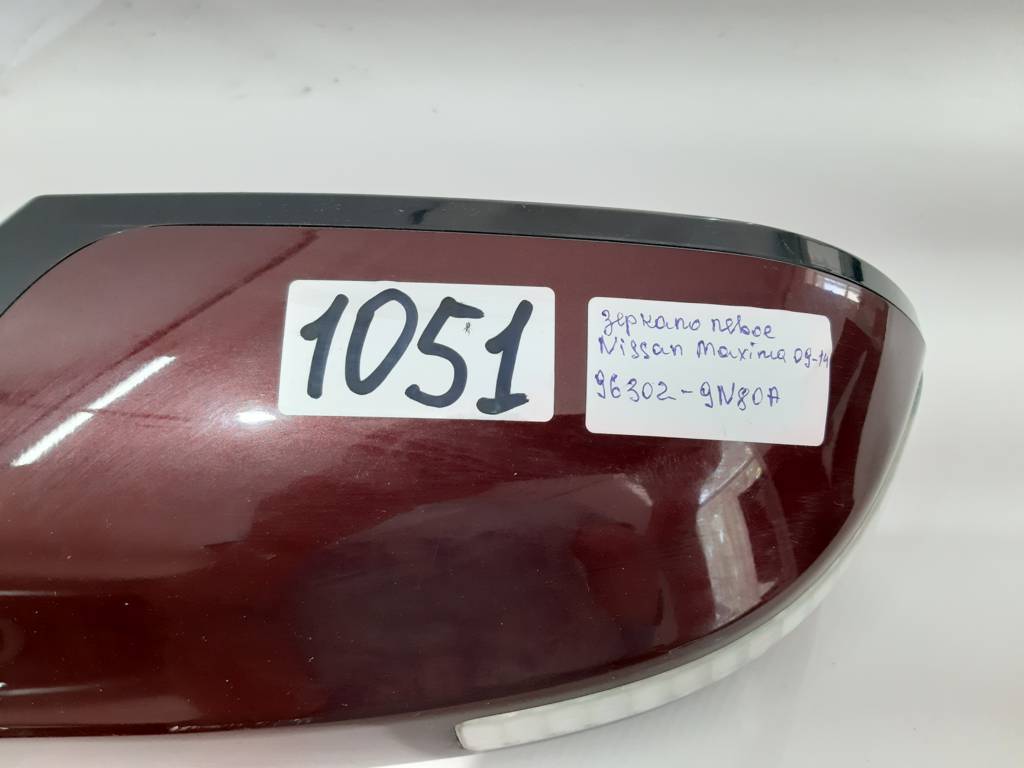 1051
зеркало левое
Nissan Maxima 09-14
96302-9N80A